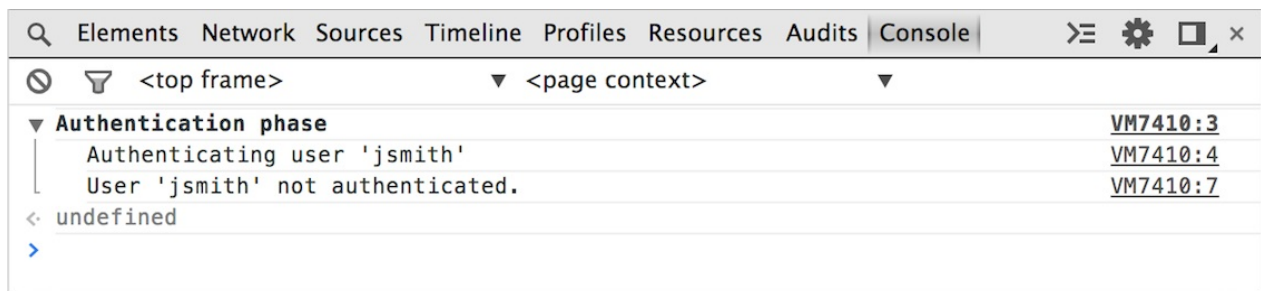 Elements Network Sources Timeline Profiles Resources Audits Console
<top frame> <page context>
Authentication phase VM7410:3
Authenticating user 'jsmith' VM7410:4
User 'jsmith' not authenticated. VM7410:7
undefined